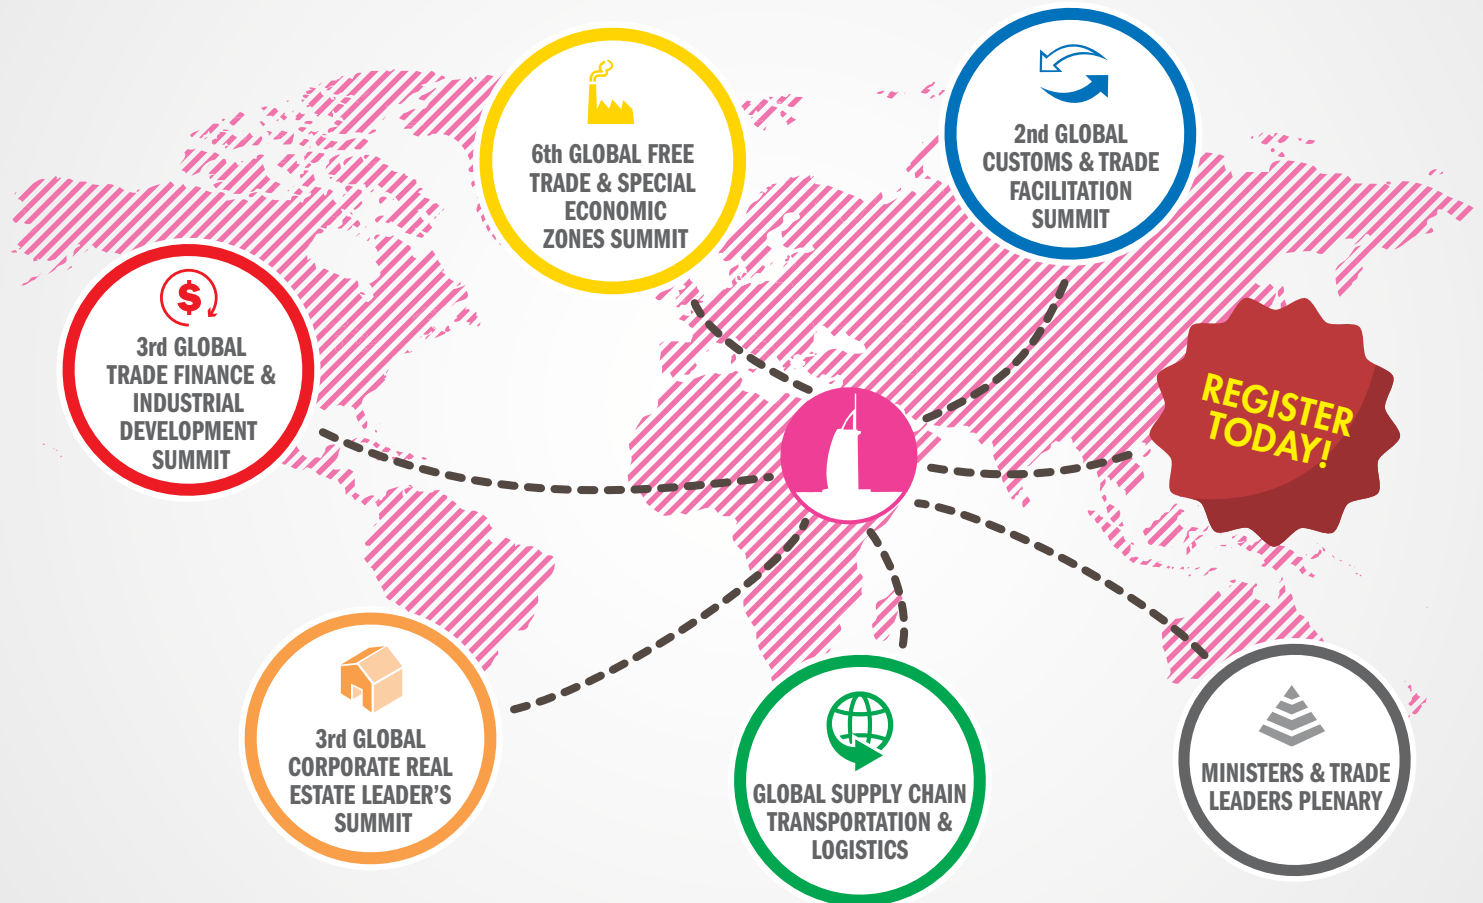 6th GLOBAL FREE
TRADE & SPECIAL
ECONOMIC
ZONES SUMMIT
2nd GLOBAL
CUSTOMS & TRADE
FACILITATION
SUMMIT
3rd GLOBAL
TRADE FINANCE &
INDUSTRIAL
DEVELOPMENT
SUMMIT
REGISTER
TODAY!
3rd GLOBAL
CORPORATE REAL
ESTATE LEADER'S
SUMMIT
GLOBAL SUPPLY CHAIN
TRANSPORTATION &
LOGISTICS
MINISTERS & TRADE
LEADERS PLENARY